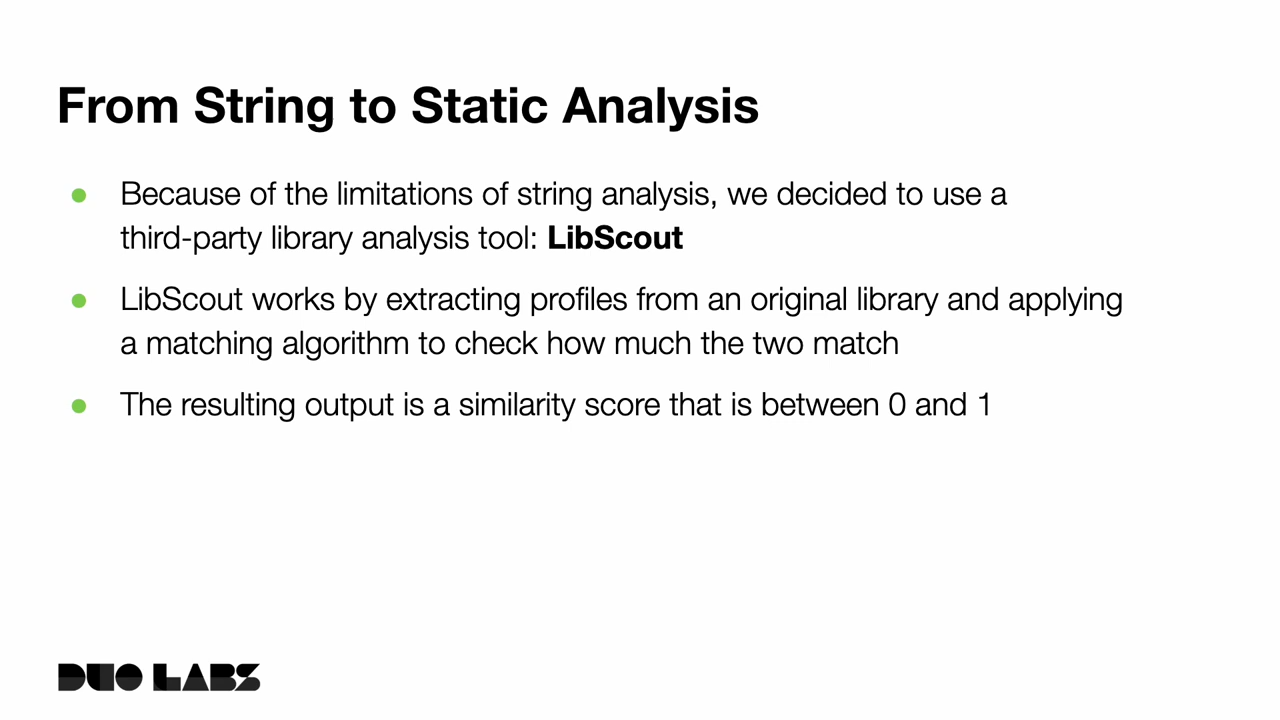 From String to Static Analysis
● Because of the limitations of string analysis, we decided to use a
third-party library analysis tool: LibScout
● LibScout works by extracting profiles from an original library and applying
a matching algorithm to check how much the two match
● The resulting output is a similarity score that is between 0 and 1
DUO LABS